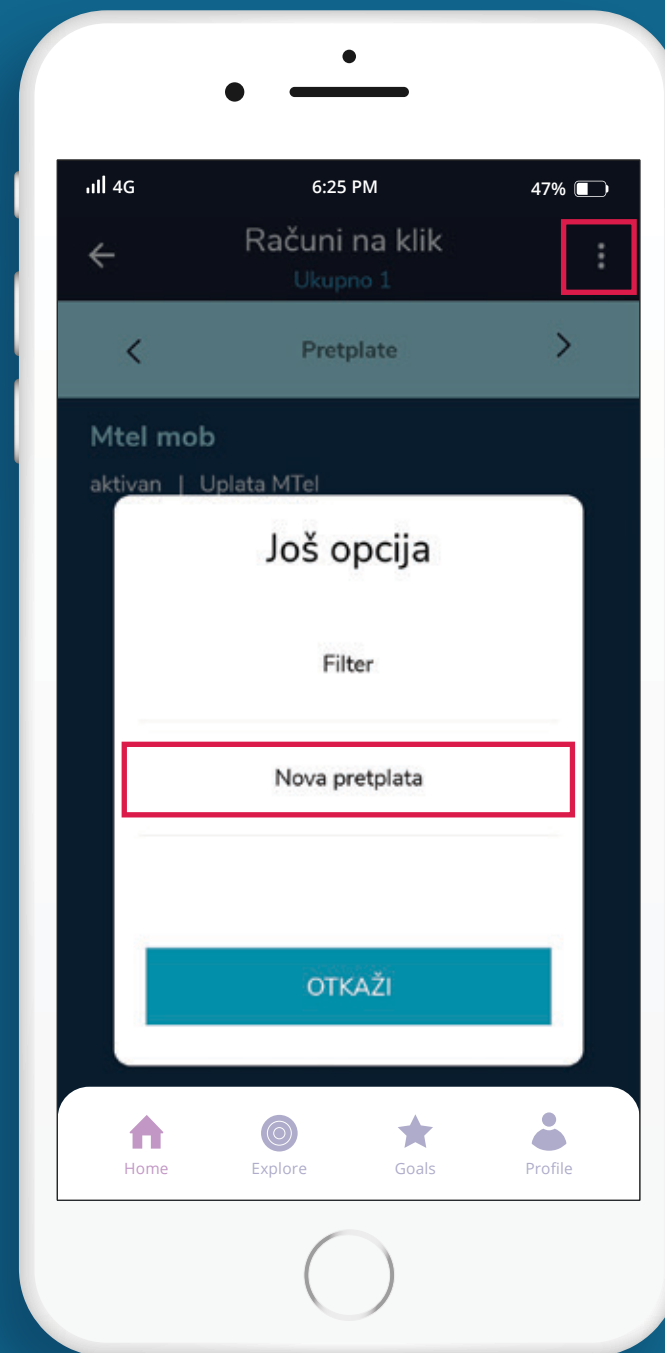 4G 6:25 PM 47%
Računi na klik
Ukupno 1
Pretplate
Mtel mob
aktivan | Uplata MTel
Još opcija
Filter
Nova pretplata
OTKAŽI
Home Explore Goals Profile